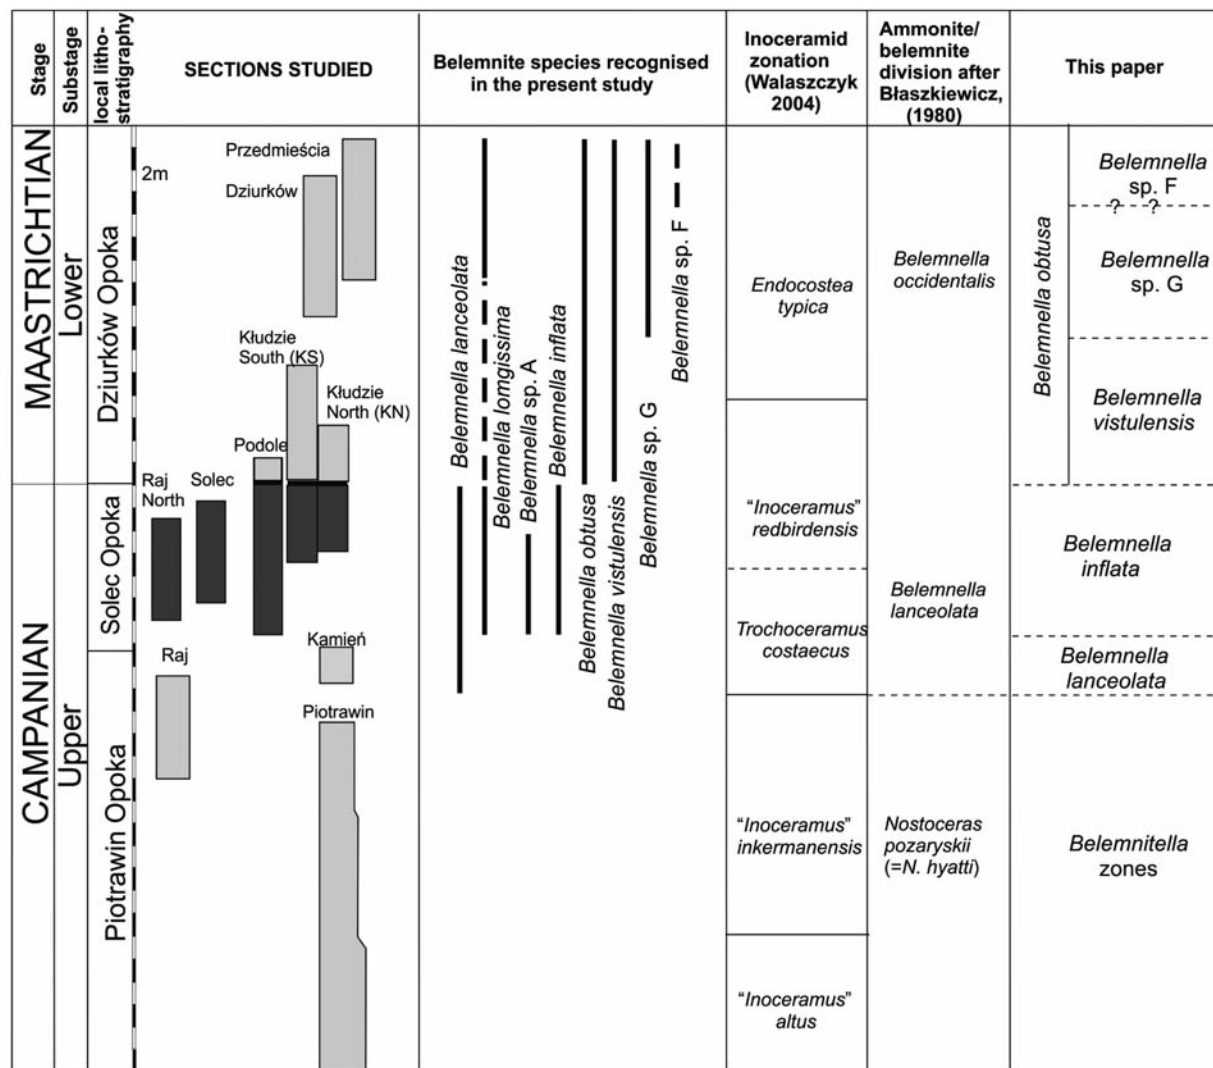 Stage
Substage
local litho-
stratigraphy
SECTIONS STUDIED
Belemnite species recognised
in the present study
Inoceramid
zonation
(Walaszczyk
2004)
Ammonite/
belemnite
division after
Błaszkiewicz,
(1980)
This paper
MAASTRICHTIAN
Lower
Dziurków Opoka
CAMPANIAN
Upper
Solec Opoka
Piotrawin Opoka
2m
Przedmieścia
Dziurków
Kłudzie
South (KS)
Kłudzie
North (KN)
Podole
Raj
North
Solec
Kamień
Raj
Piotrawin
Belemnella lanceolata
Belemnella lomgissima
Belemnella sp. A
Belemnella inflata
Belemnella obtusa
Belemnella vistulensis
Belemnella sp. G
Belemnella sp. F
Endocostea
typica
"Inoceramus"
redbirdensis
Trochoceramus
costaecus
"Inoceramus"
inkermanensis
"Inoceramus"
altus
Belemnella
occidentalis
Belemnella
lanceolata
Nostoceras
pozaryskii
(=N. hyatti)
Belemnella obtusa
Belemnella
sp. F
? ?
Belemnella
sp. G
Belemnella
vistulensis
Belemnella
inflata
Belemnella
lanceolata
Belemnitella
zones